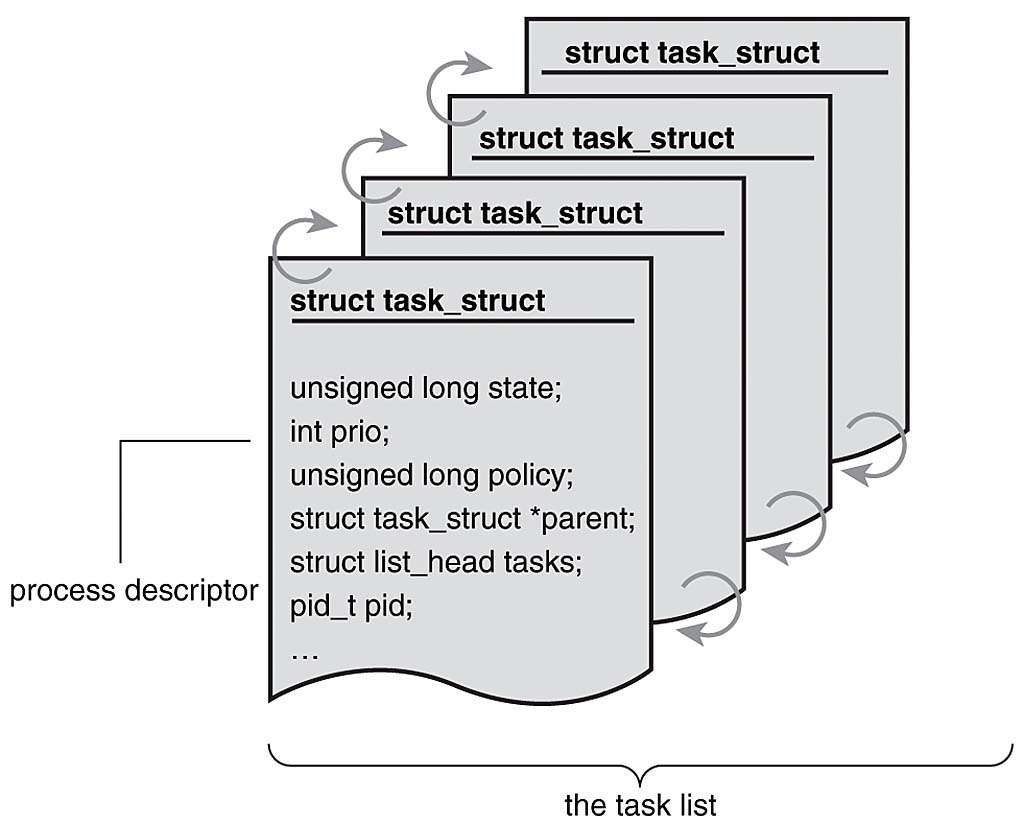 struct task_struct
struct task_struct
struct task_struct
struct task_struct
unsigned long state;
int prio;
unsigned long policy;
struct task_struct *parent;
struct list_head tasks;
pid_t pid;
…
process descriptor
the task list